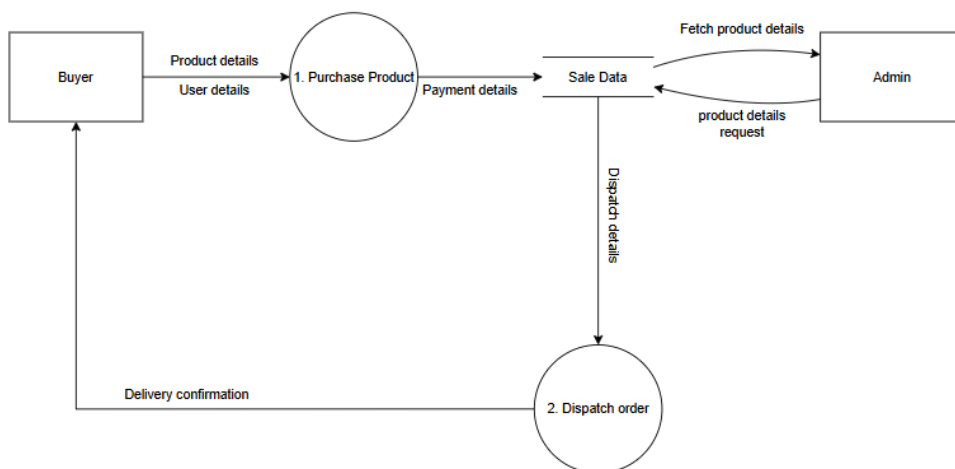 Fetch product details
Product details
Buyer
1. Purchase Product
Sale Data
Admin
User details
Payment details
product details
request
Dispatch details
Delivery confirmation
2. Dispatch order